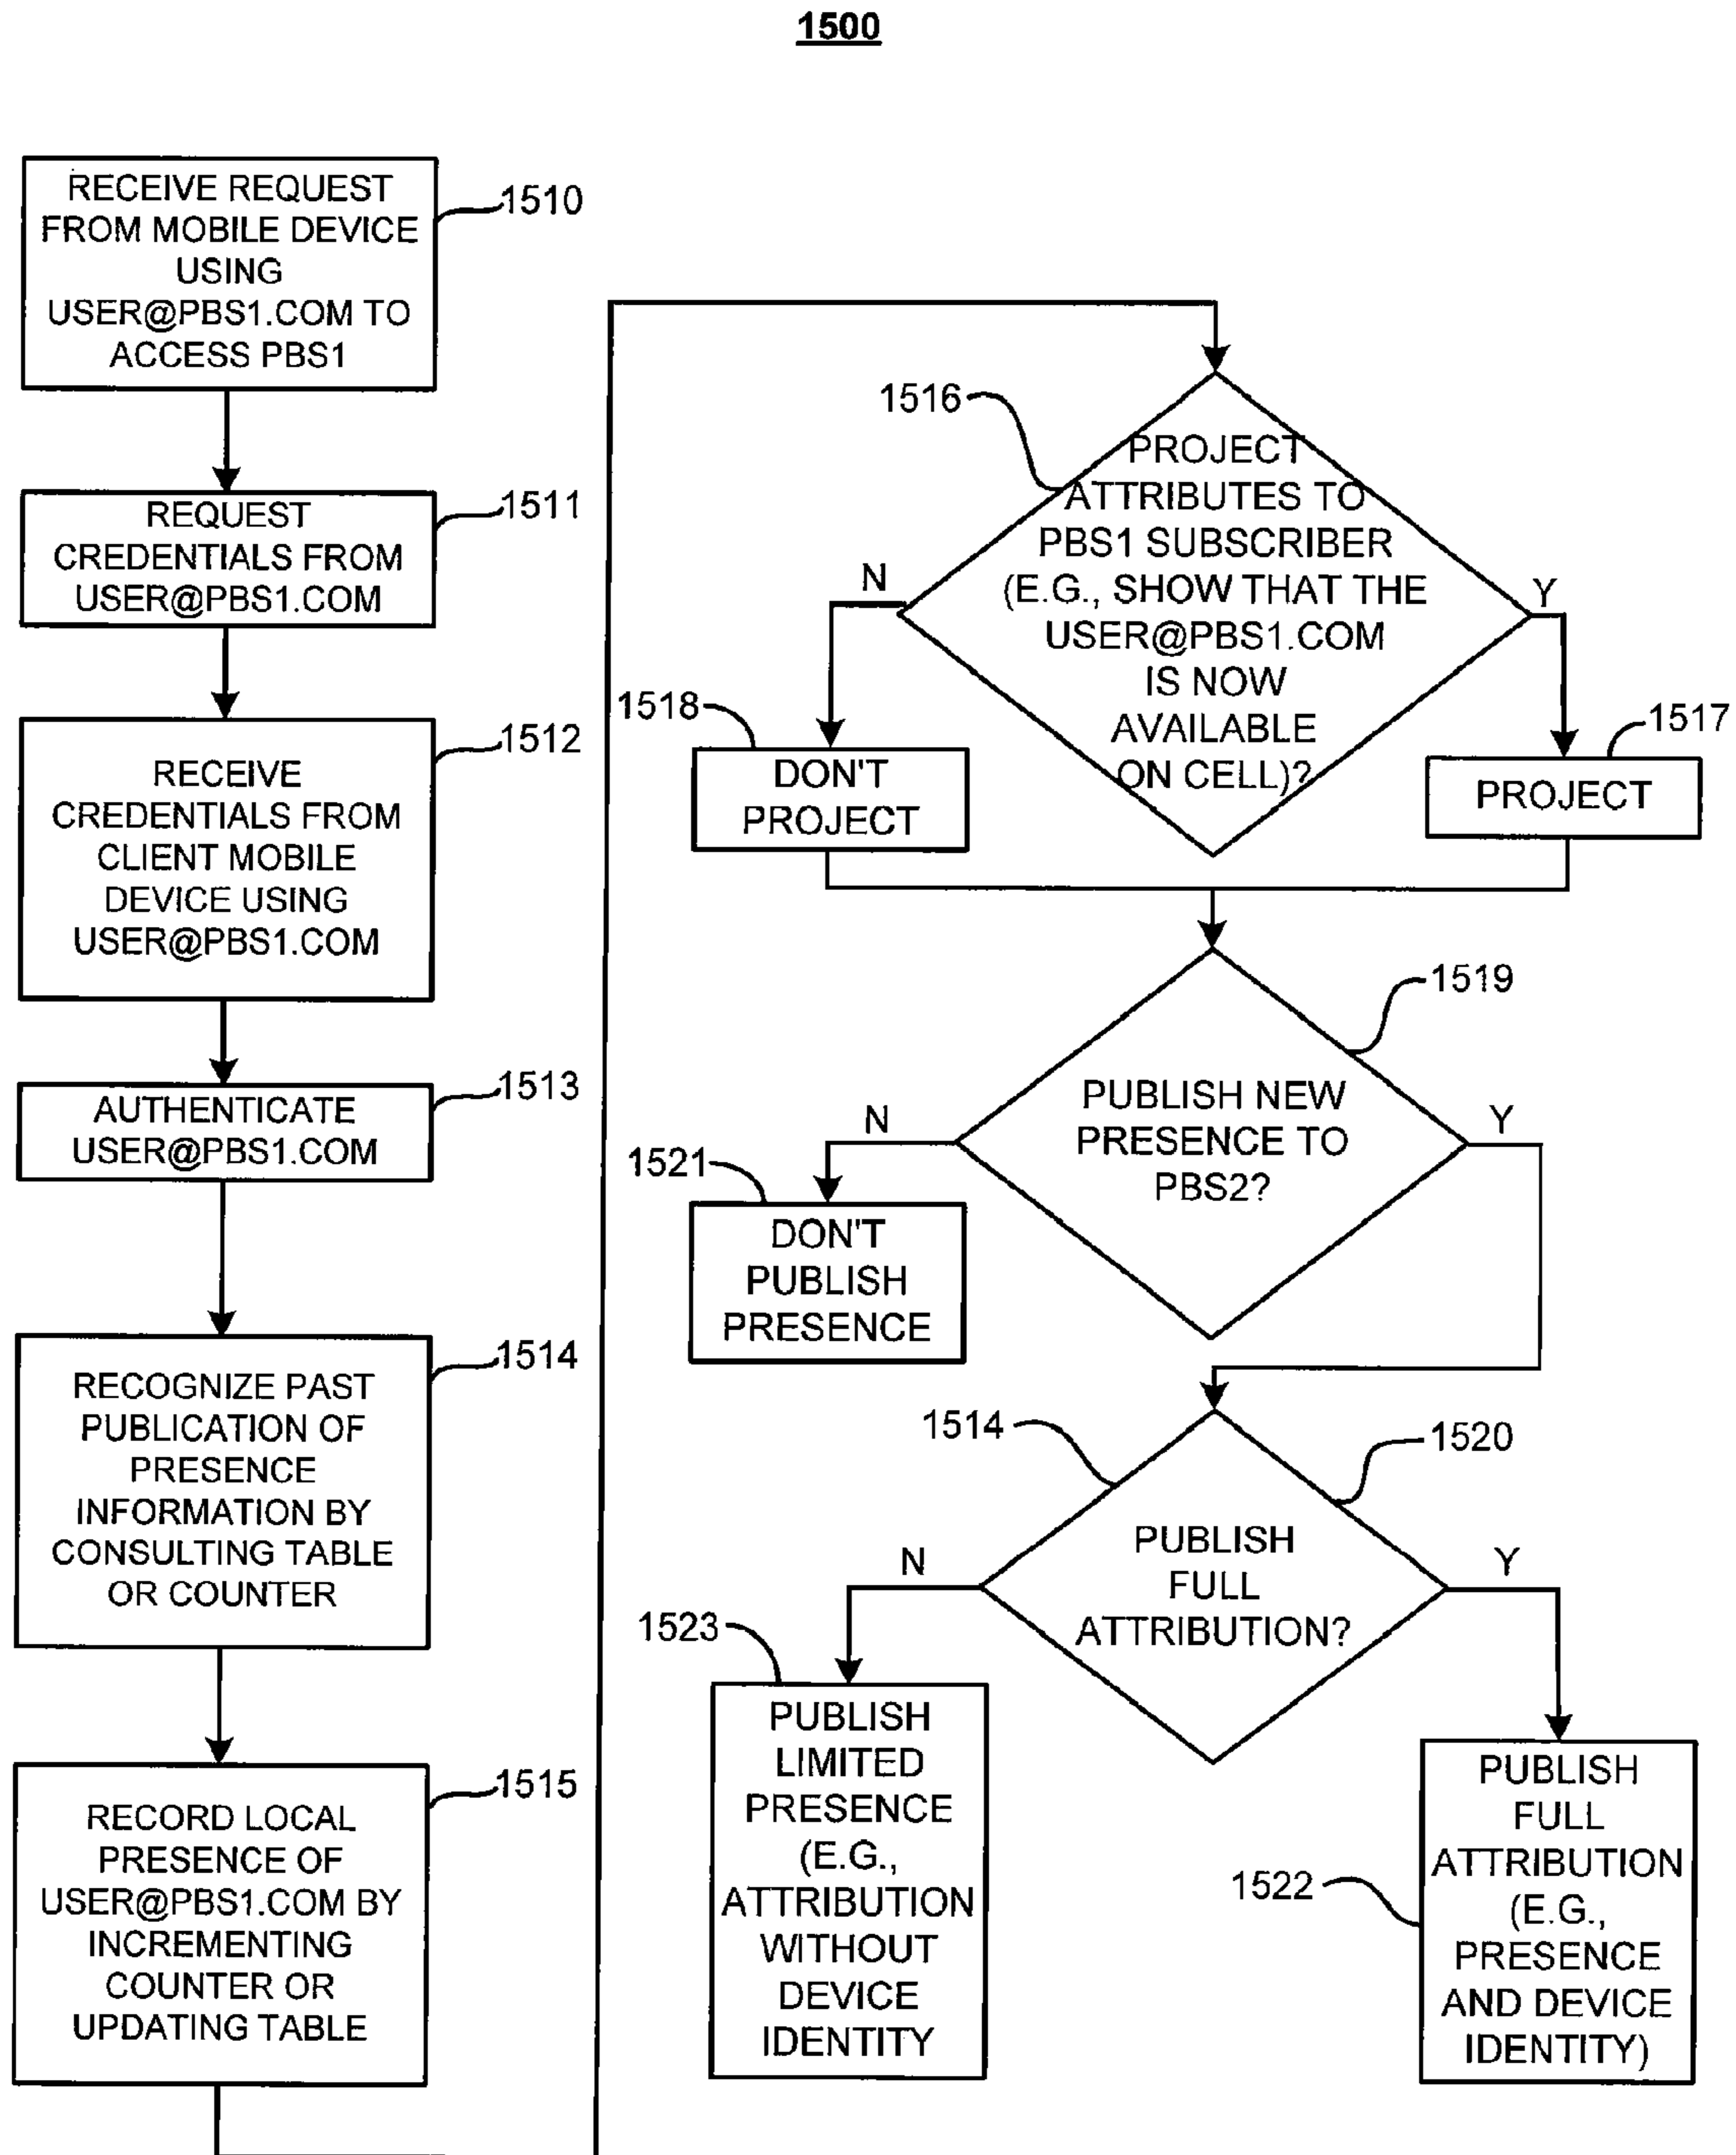 1500
RECEIVE REQUEST
FROM MOBILE DEVICE
USING
USER@PBS1.COM TO
ACCESS PBS1
1510
REQUEST
CREDENTIALS FROM
USER@PBS1.COM
1511
RECEIVE
CREDENTIALS FROM
CLIENT MOBILE
DEVICE USING
USER@PBS1.COM
1512
AUTHENTICATE
USER@PBS1.COM
1513
RECOGNIZE PAST
PUBLICATION OF
PRESENCE
INFORMATION BY
CONSULTING TABLE
OR COUNTER
1514
RECORD LOCAL
PRESENCE OF
USER@PBS1.COM BY
INCREMENTING
COUNTER OR
UPDATING TABLE
1515
1516
PROJECT
ATTRIBUTES TO
PBS1 SUBSCRIBER
(E.G., SHOW THAT THE
USER@PBS1.COM
IS NOW
AVAILABLE
ON CELL)?
N
Y
1518
DON'T
PROJECT
1517
PROJECT
1519
PUBLISH NEW
PRESENCE TO
PBS2?
N
Y
1521
DON'T
PUBLISH
PRESENCE
1514
1520
PUBLISH
FULL
ATTRIBUTION?
N
Y
1523
PUBLISH
LIMITED
PRESENCE
(E.G.,
ATTRIBUTION
WITHOUT
DEVICE
IDENTITY
1522
PUBLISH
FULL
ATTRIBUTION
(E.G.,
PRESENCE
AND DEVICE
IDENTITY)